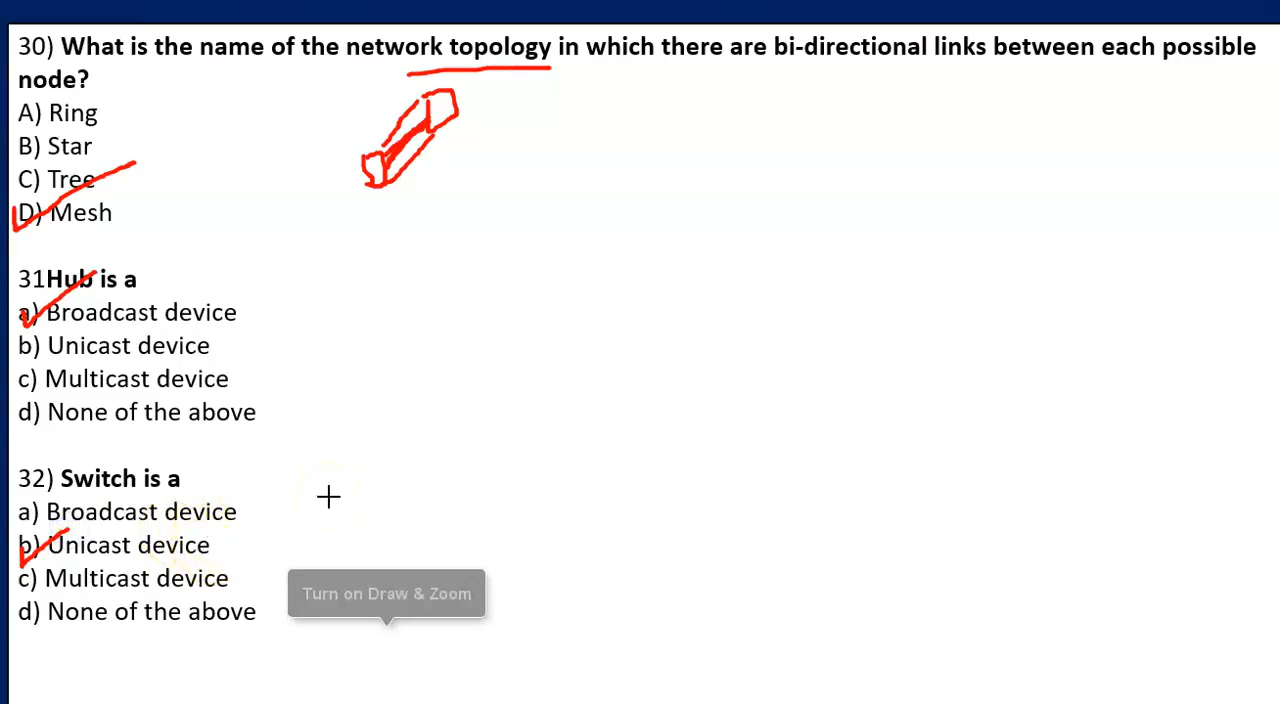 30) What is the name of the network topology in which there are bi-directional links between each possible
node?
A) Ring
B) Star
C) Tree
D) Mesh
31Hub is a
a) Broadcast device
b) Unicast device
c) Multicast device
d) None of the above
32) Switch is a
a) Broadcast device
b) Unicast device
c) Multicast device
d) None of the above
Turn on Draw & Zoom